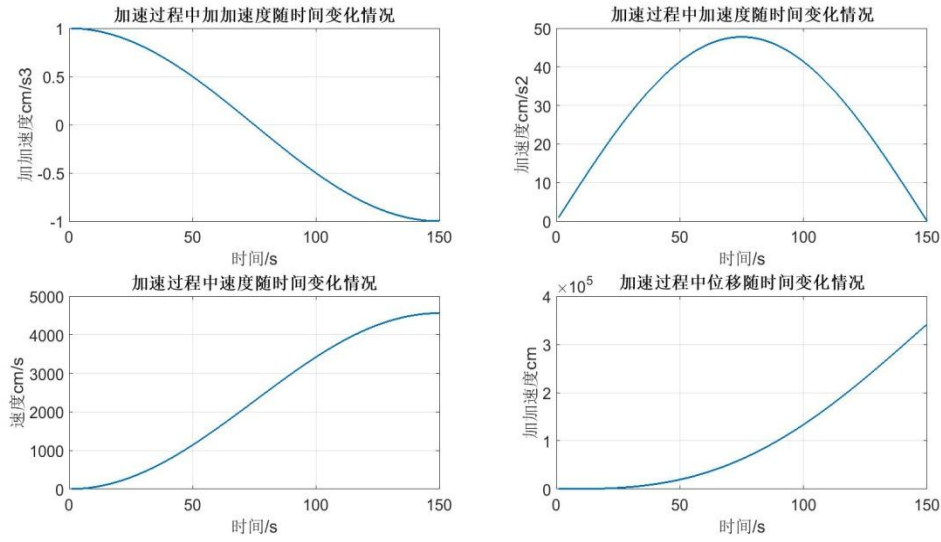 加速过程中加加速度随时间变化情况
加加速度cm/s3
1
0.5
0
-0.5
-1
0 50 100 150
时间/s
加速过程中加速度随时间变化情况
加速度cm/s2
50
40
30
20
10
0
0 50 100 150
时间/s
加速过程中速度随时间变化情况
速度cm/s
5000
4000
3000
2000
1000
0
0 50 100 150
时间/s
加速过程中位移随时间变化情况
×10^5
加加速度cm
4
3
2
1
0
0 50 100 150
时间/s